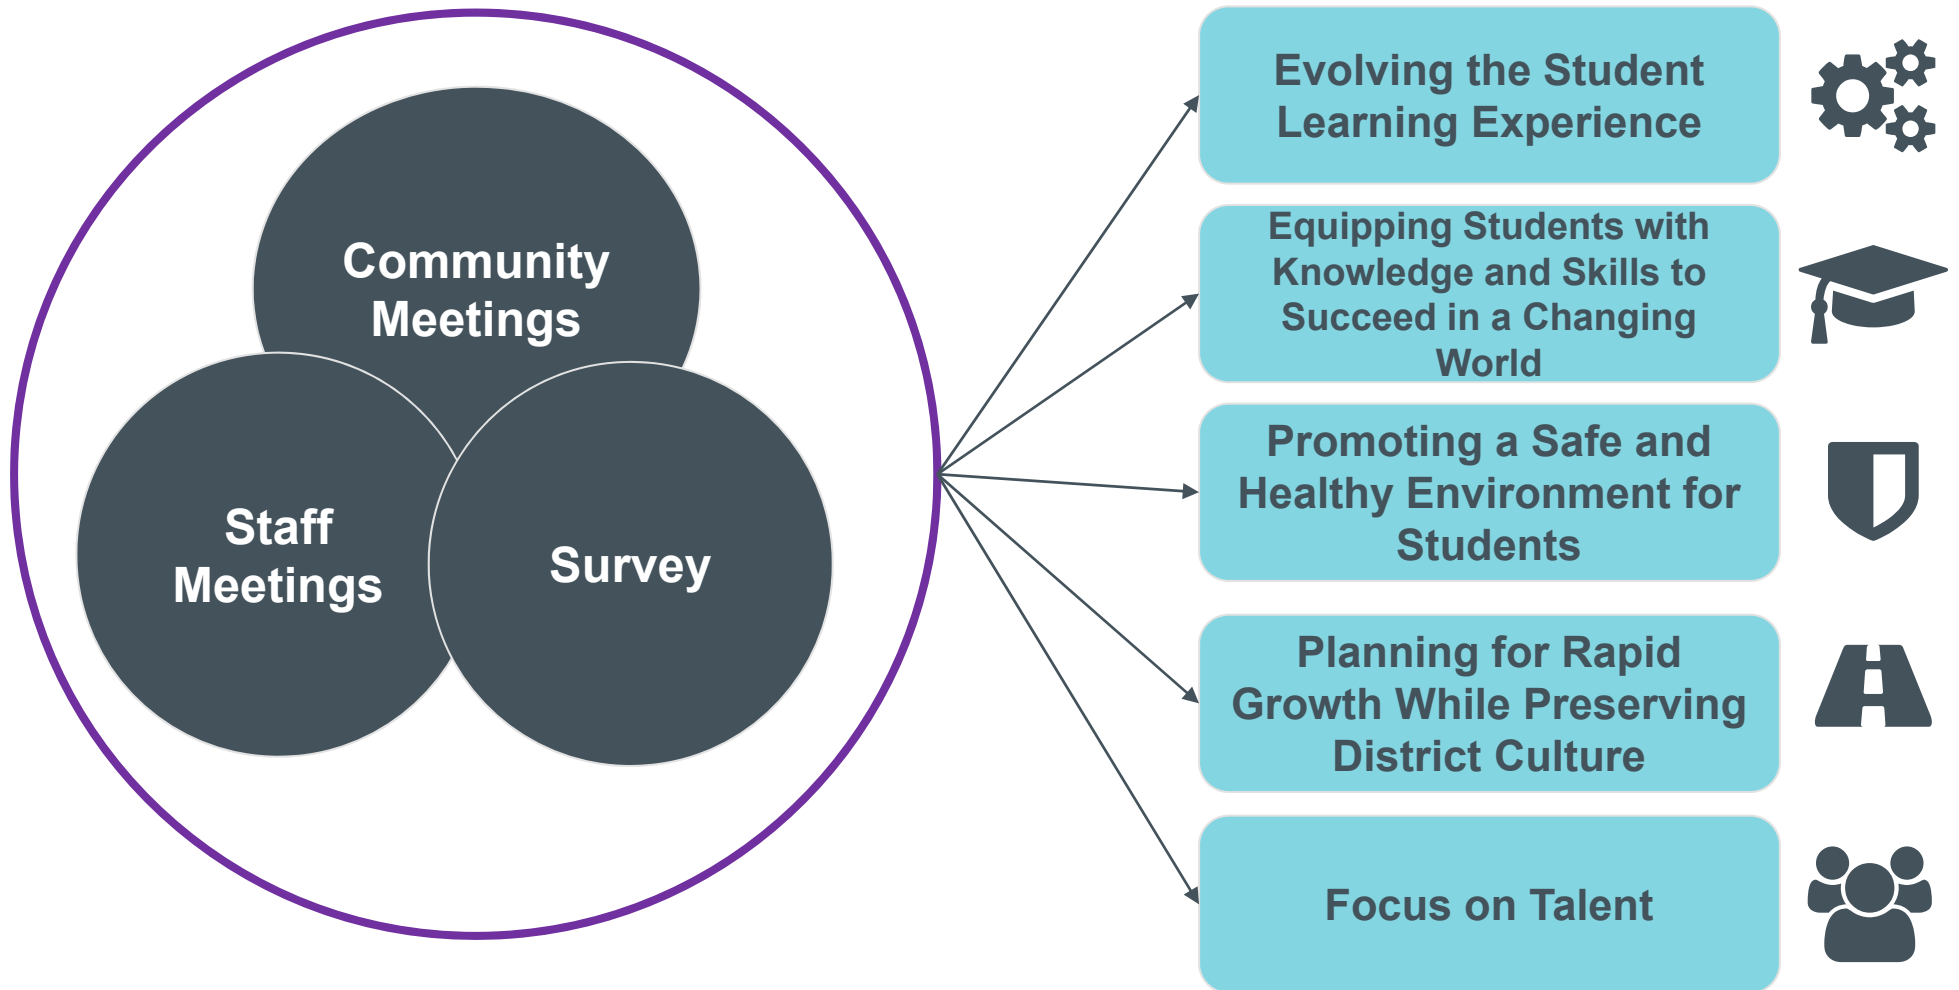 Community
Meetings
Staff
Meetings
Survey
Evolving the Student
Learning Experience
Equipping Students with
Knowledge and Skills to
Succeed in a Changing
World
Promoting a Safe and
Healthy Environment for
Students
Planning for Rapid
Growth While Preserving
District Culture
Focus on Talent